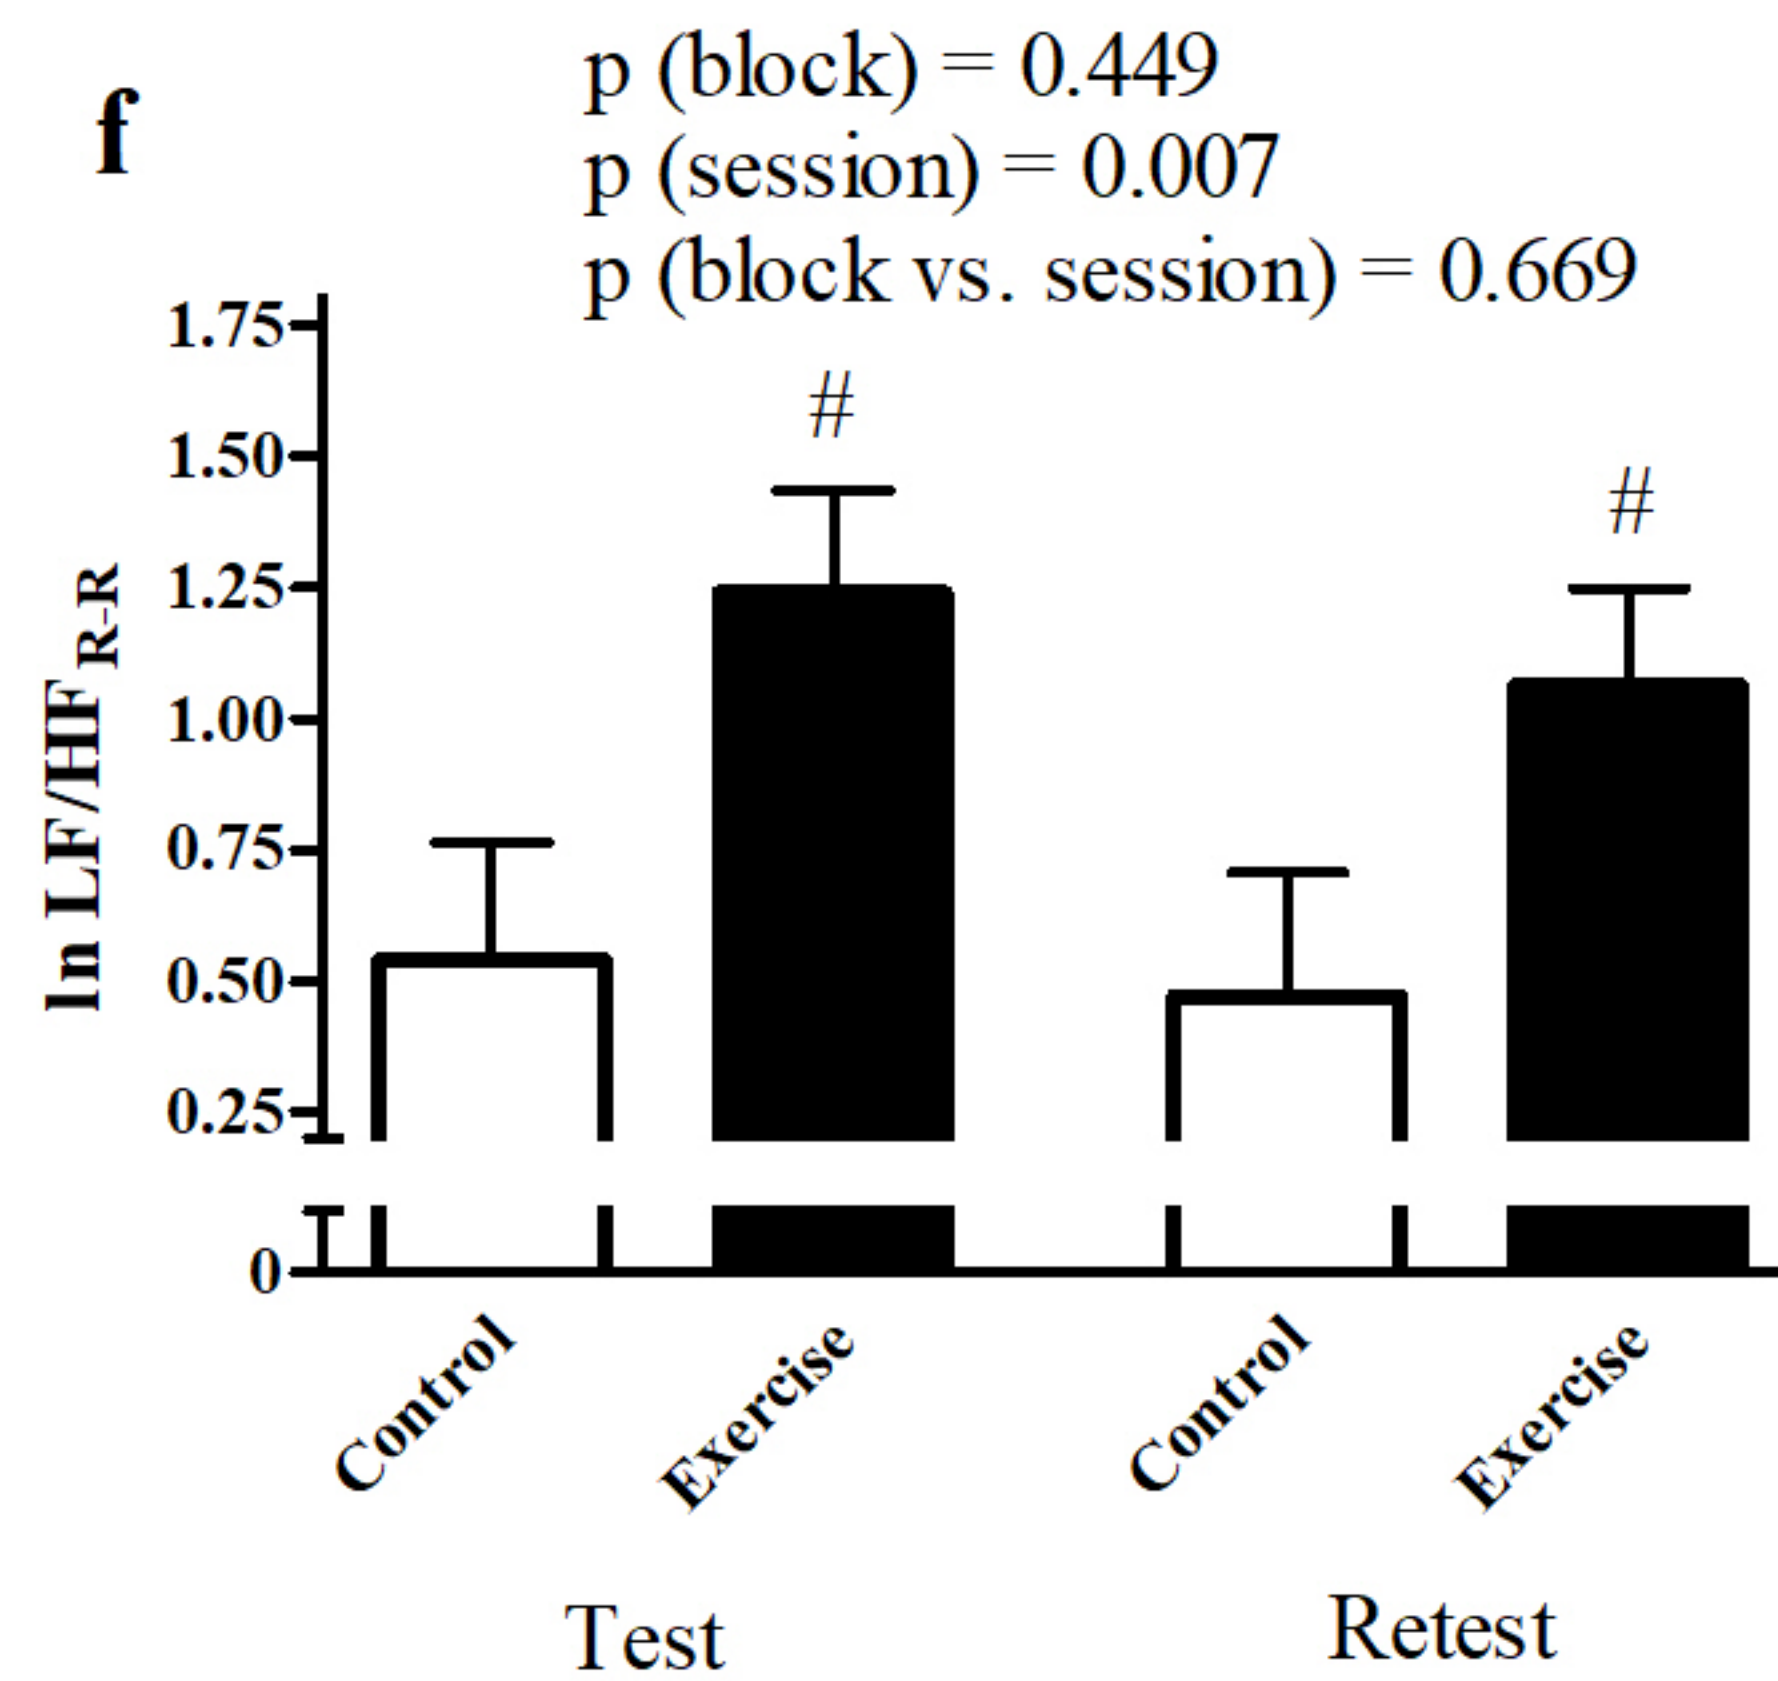 f
p (block) = 0.449
p (session) = 0.007
p (block vs. session) = 0.669
1.75
1.50
1.25
1.00
0.75
0.50
0.25
0
ln LF/HF R-R
#
#
Control
Exercise
Control
Exercise
Test
Retest